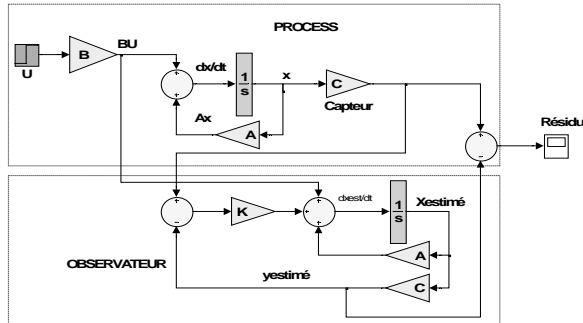 PROCESS
BU
B
U
dx/dt
1
s
x
C
Capteur
Ax
A
+
+
+
-
Résidu
+
-
K
+
+
+
dxest/dt
1
s
Xestimé
A
OBSERVATEUR
yestimé
C